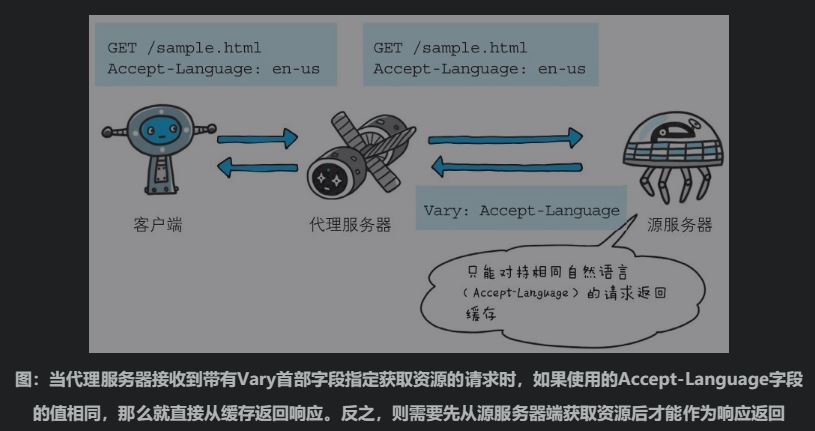 GET /sample.html
Accept-Language: en-us
GET /sample.html
Accept-Language: en-us
客户端
代理服务器
源服务器
Vary: Accept-Language
只能对持相同自然语言
(Accept-Language)的请求返回
缓存
图：当代理服务器接收到带有Vary首部字段指定获取资源的请求时，如果使用的Accept-Language字段
的值相同，那么就直接从缓存返回响应。反之，则需要先从源服务器端获取资源后才能作为响应返回